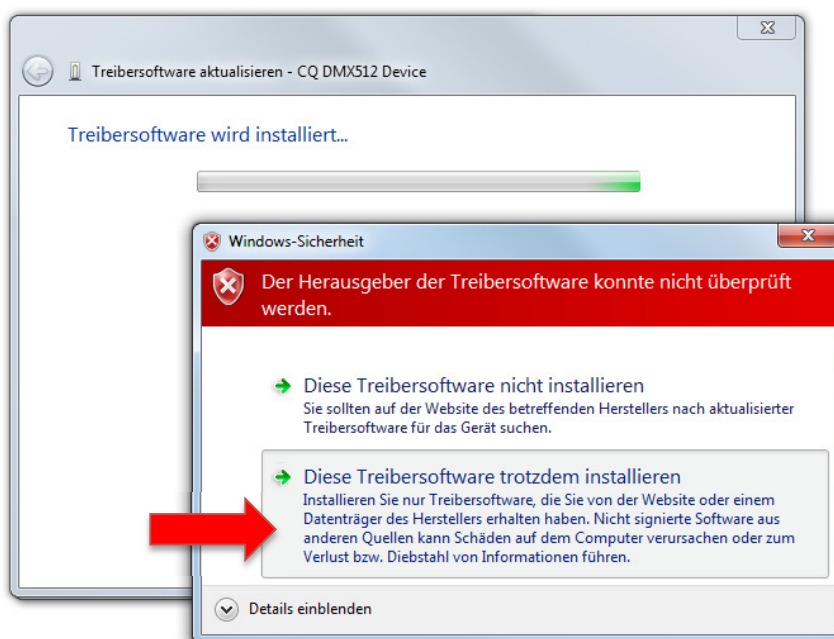 Treibersoftware aktualisieren - CQ DMX512 Device
Treibersoftware wird installiert...
Windows-Sicherheit
Der Herausgeber der Treibersoftware konnte nicht überprüft
werden.
Diese Treibersoftware nicht installieren
Sie sollten auf der Website des betreffenden Herstellers nach aktualisierter
Treibersoftware für das Gerät suchen.
Diese Treibersoftware trotzdem installieren
Installieren Sie nur Treibersoftware, die Sie von der Website oder einem
Datenträger des Herstellers erhalten haben. Nicht signierte Software aus
anderen Quellen kann Schäden auf dem Computer verursachen oder zum
Verlust bzw. Diebstahl von Informationen führen.
Details einblenden